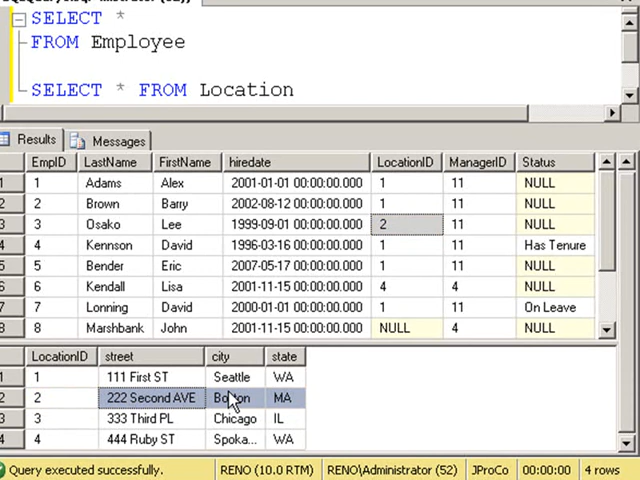 SELECT *
FROM Employee
SELECT * FROM Location
Results Messages
EmpID LastName FirstName hiredate LocationID ManagerID Status
1 1 Adams Alex 2001-01-01 00:00:00.000 1 11 NULL
2 2 Brown Barry 2002-08-12 00:00:00.000 1 11 NULL
3 3 Osako Lee 1999-09-01 00:00:00.000 2 11 NULL
4 4 Kennson David 1996-03-16 00:00:00.000 1 11 Has Tenure
5 5 Bender Eric 2007-05-17 00:00:00.000 1 11 NULL
6 6 Kendall Lisa 2001-11-15 00:00:00.000 4 4 NULL
7 7 Lonning David 2000-01-01 00:00:00.000 1 11 On Leave
8 8 Marshbank John 2001-11-15 00:00:00.000 NULL 4 NULL
LocationID street city state
1 1 111 First ST Seattle WA
2 2 222 Second AVE Boston MA
3 3 333 Third PL Chicago IL
4 4 444 Ruby ST Spoka... WA
Query executed successfully. RENO (10.0 RTM) RENO\Administrator (52) JProCo 00:00:00 4 rows